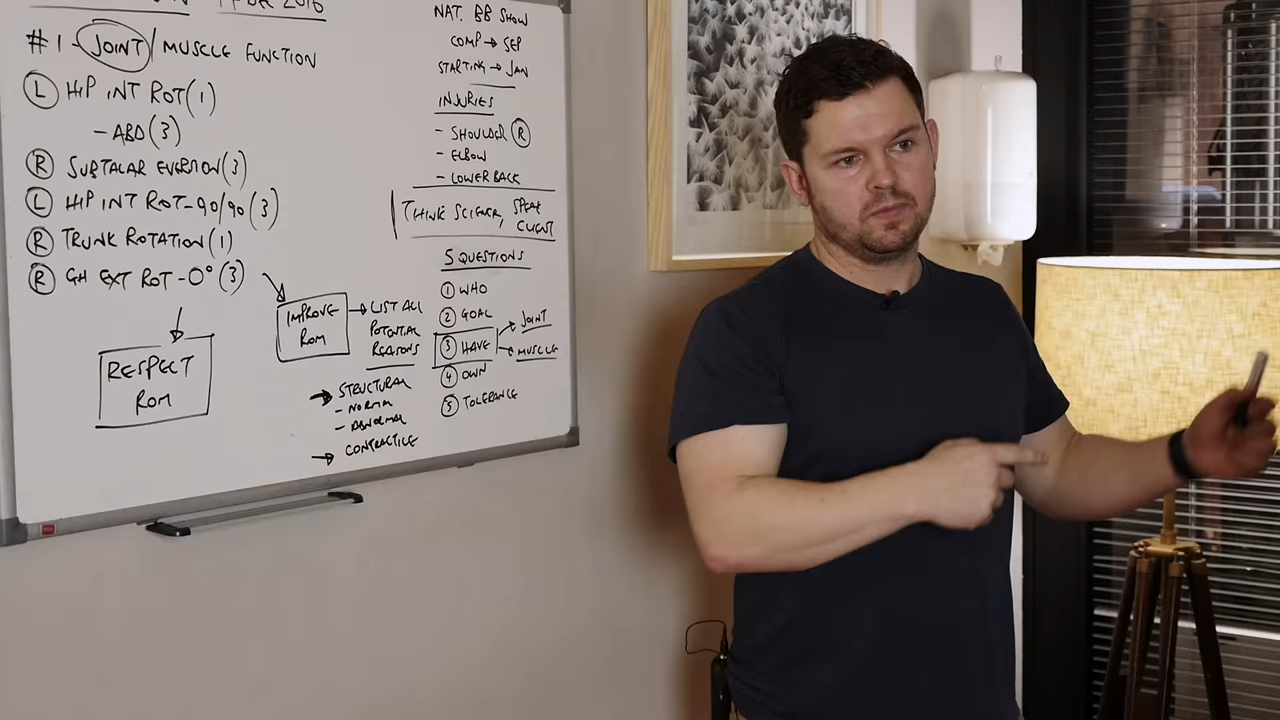 DEC 2016
#1 - JOINT / MUSCLE FUNCTION
L HIP INT ROT (1)
- ABD (3)
R SUBTALAR EVERSION (3)
L HIP INT ROT - 90/90 (3)
R TRUNK ROTATION (1)
R GH EXT ROT - 0° (3)
RESPECT
ROM
IMPROVE
ROM
LIST ALL
POTENTIAL
REASONS
STRUCTURAL
- NORMAL
- ABNORMAL
CONTRACTILE
NAT. BB SHOW
COMP → SEP
STARTING → JAN
INJURIES
- SHOULDER R
- ELBOW
- LOWER BACK
THINK SCIENCE, SPEAK
CLIENT
5 QUESTIONS
1 WHO
2 GOAL
3 HAVE
JOINT
MUSCLE
4 OWN
5 TOLERANCE